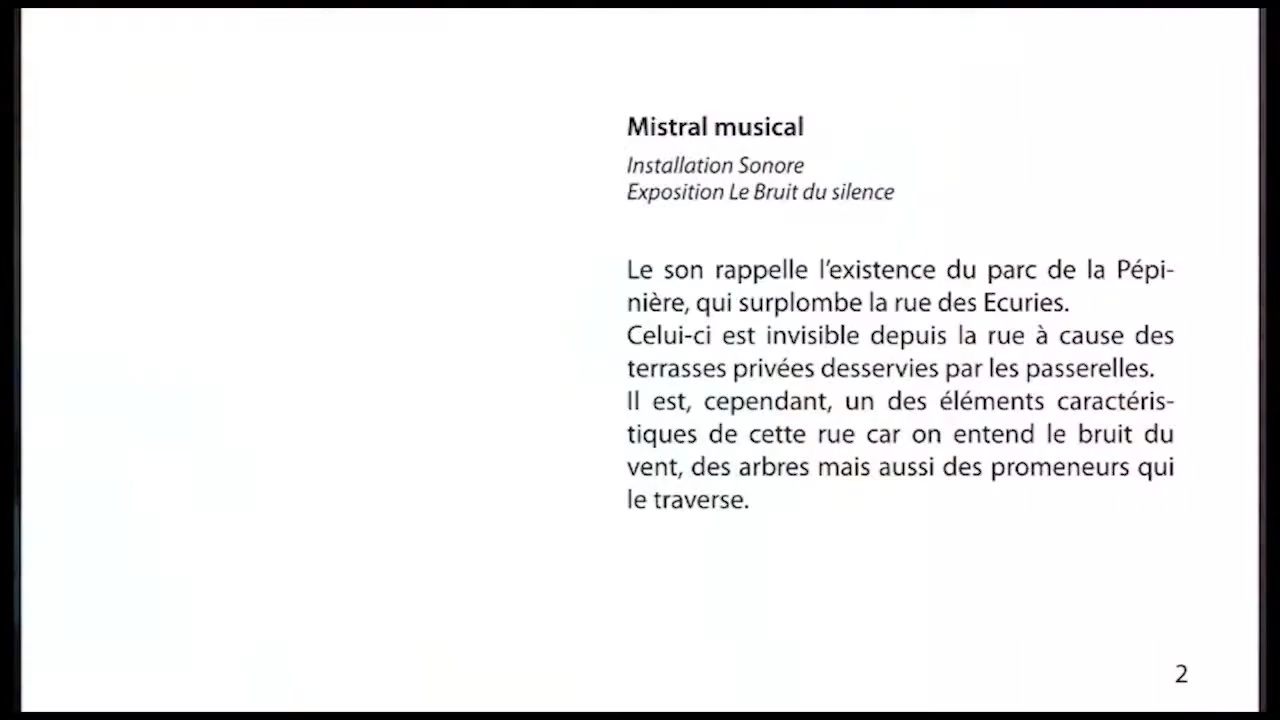 Mistral musical
Installation Sonore
Exposition Le Bruit du silence
Le son rappelle l'existence du parc de la Pépi-
nière, qui surplombe la rue des Ecuries.
Celui-ci est invisible depuis la rue à cause des
terrasses privées desservies par les passerelles.
Il est, cependant, un des éléments caractéris-
tiques de cette rue car on entend le bruit du
vent, des arbres mais aussi des promeneurs qui
le traverse.
2